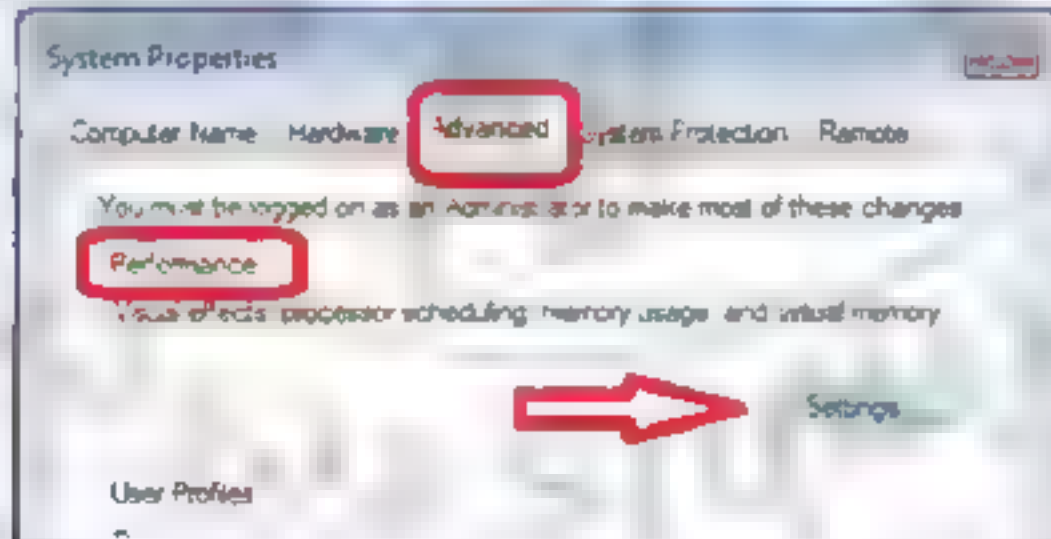 System Properties
Computer Name Hardware Advanced System Protection Remote
You must be logged on as an Administrator to make most of these changes
Performance
Visual effects, processor scheduling, memory usage, and virtual memory
Settings
User Profiles